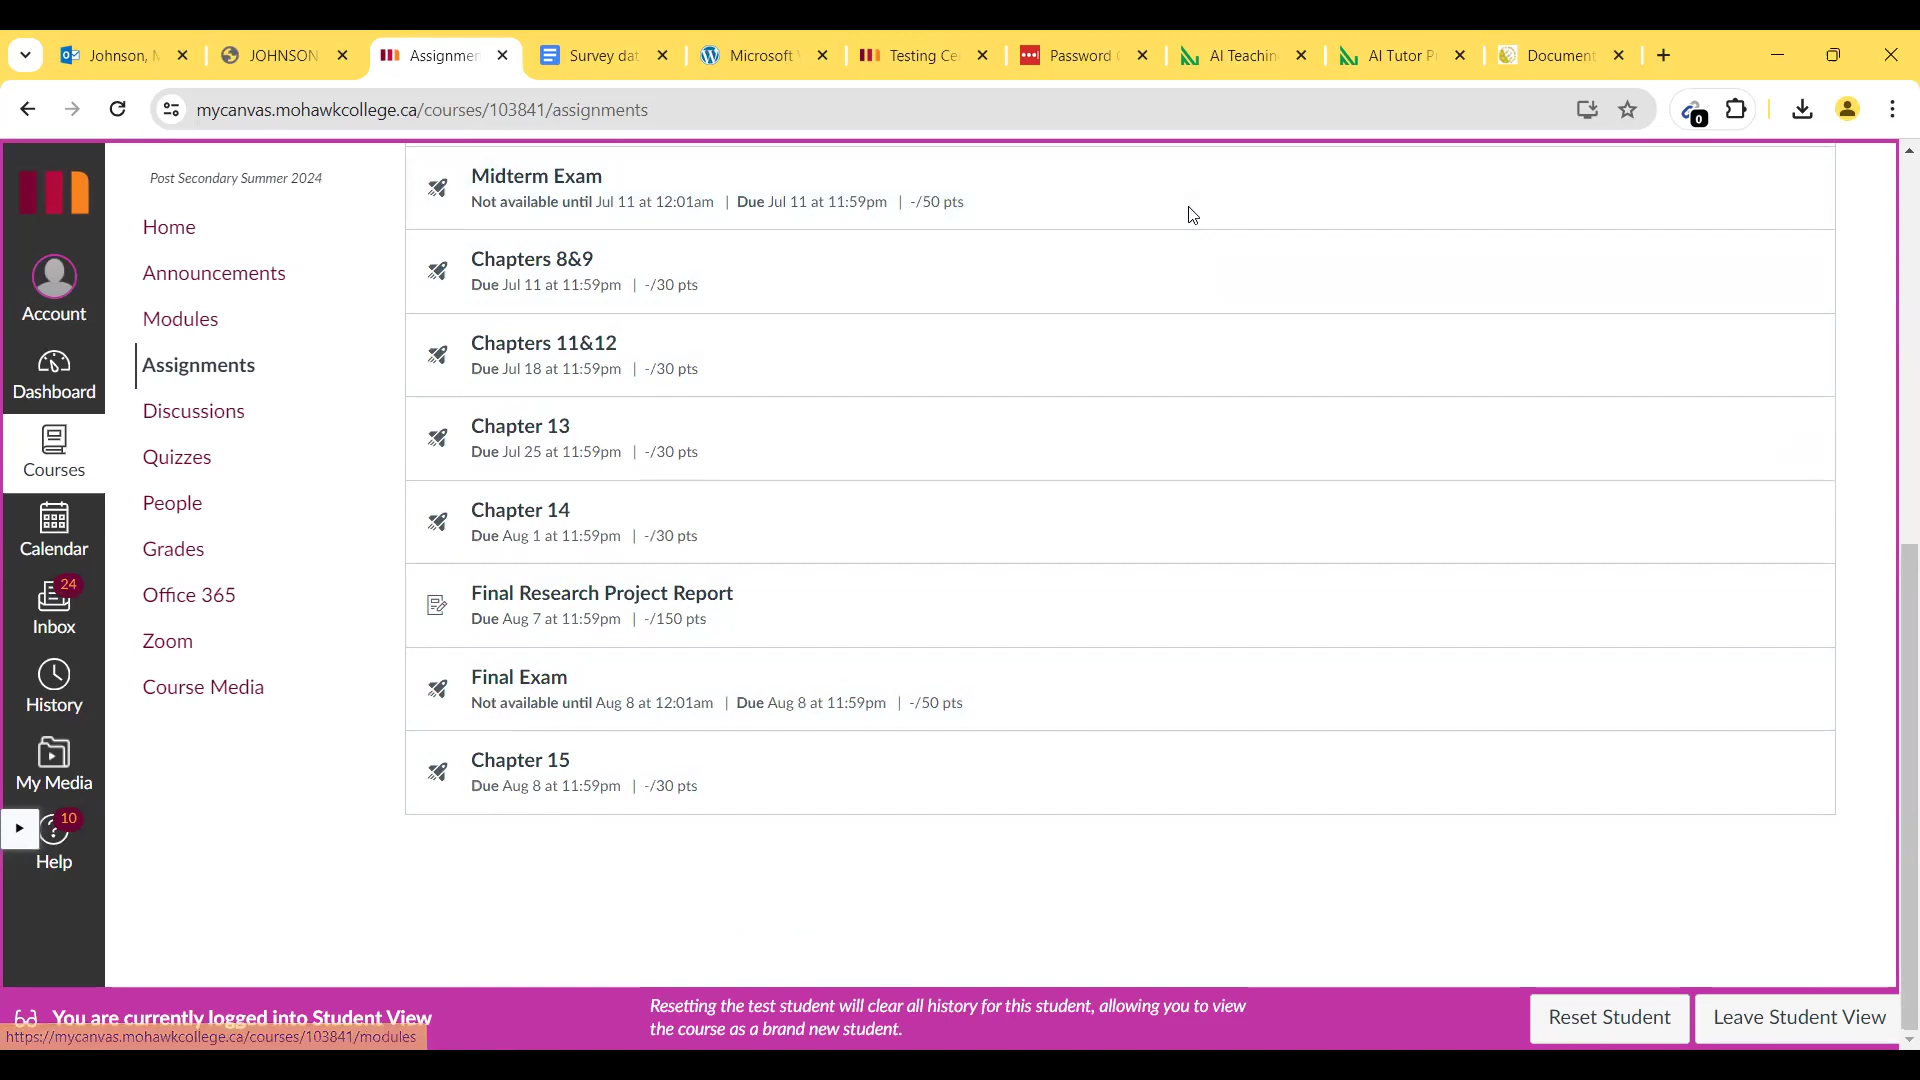 Johnson, M
JOHNSON
Assignmen
Survey dat
Microsoft
Testing Ce
Password
AI Teachin
AI Tutor P
Document
mycanvas.mohawkcollege.ca/courses/103841/assignments
0
Account
Dashboard
Courses
Calendar
24
Inbox
History
My Media
10
Help
Post Secondary Summer 2024
Home
Announcements
Modules
Assignments
Discussions
Quizzes
People
Grades
Office 365
Zoom
Course Media
Midterm Exam
Not available until Jul 11 at 12:01am | Due Jul 11 at 11:59pm | -/50 pts
Chapters 8&9
Due Jul 11 at 11:59pm | -/30 pts
Chapters 11&12
Due Jul 18 at 11:59pm | -/30 pts
Chapter 13
Due Jul 25 at 11:59pm | -/30 pts
Chapter 14
Due Aug 1 at 11:59pm | -/30 pts
Final Research Project Report
Due Aug 7 at 11:59pm | -/150 pts
Final Exam
Not available until Aug 8 at 12:01am | Due Aug 8 at 11:59pm | -/50 pts
Chapter 15
Due Aug 8 at 11:59pm | -/30 pts
You are currently logged into Student View
https://mycanvas.mohawkcollege.ca/courses/103841/modules
Resetting the test student will clear all history for this student, allowing you to view
the course as a brand new student.
Reset Student
Leave Student View